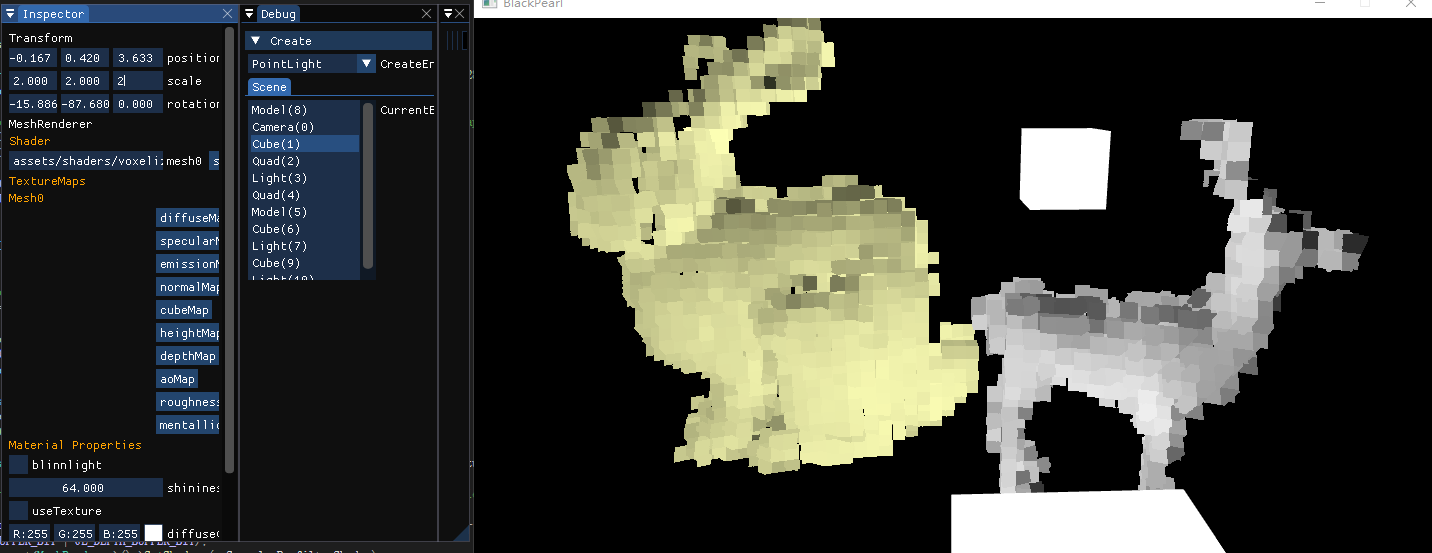 Inspector
Transform
-0.167 0.420 3.633 position
2.000 2.000 2 scale
-15.886 -87.680 0.000 rotation
MeshRenderer
Shader
assets/shaders/voxeli mesh0 s
TextureMaps
Mesh0
diffuseMa
specularM
emissionM
normalMap
cubeMap
heightMap
depthMap
aoMap
roughness
mentallic
Material Properties
blinnlight
64.000 shinines
useTexture
R:255 G:255 B:255 diffuseC
Debug
Create
PointLight CreateEn
Scene
Model(8) CurrentE
Camera(0)
Cube(1)
Quad(2)
Light(3)
Quad(4)
Model(5)
Cube(6)
Light(7)
Cube(9)
Light(10)
BlackPearl